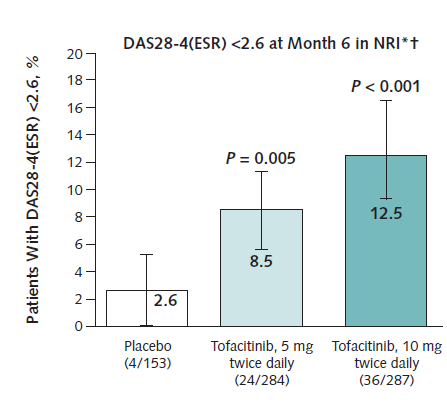 DAS28-4(ESR) <2.6 at Month 6 in NRI*†
Patients With DAS28-4(ESR) <2.6, %
20
18
16
14
12
10
8
6
4
2
0
P = 0.005
P < 0.001
2.6
8.5
12.5
Placebo
(4/153)
Tofacitinib, 5 mg
twice daily
(24/284)
Tofacitinib, 10 mg
twice daily
(36/287)